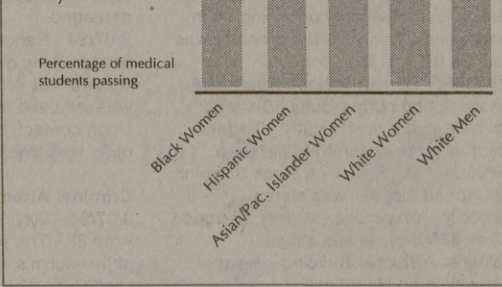 Percentage of medical
students passing
Black Women
Hispanic Women
Asian/Pac. Islander Women
White Women
White Men